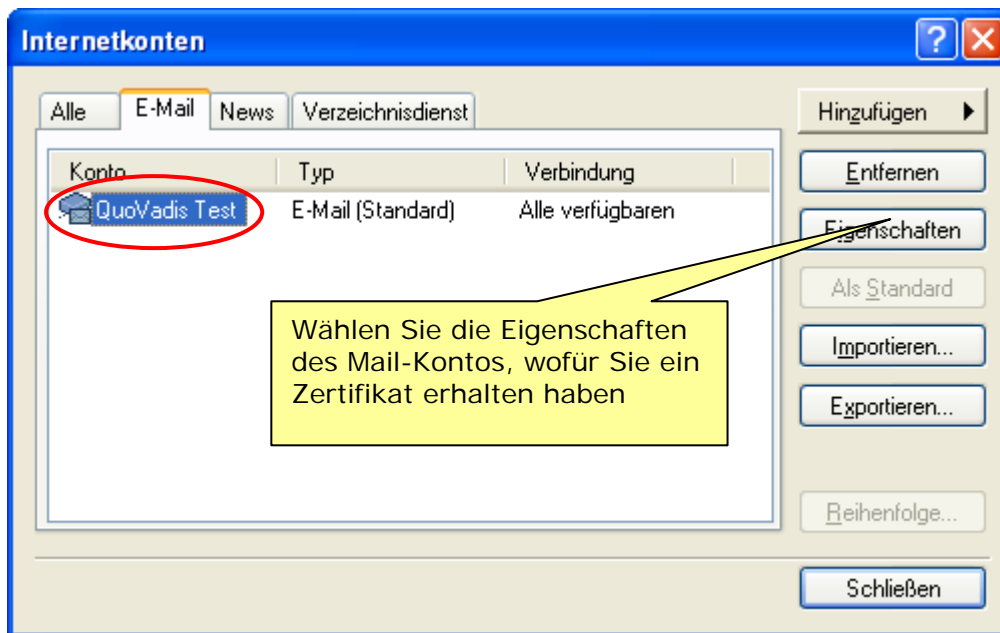 Internetkonten
Alle E-Mail News Verzeichnisdienst
Hinzufügen
Konto Typ Verbindung
Entfernen
QuoVadis Test E-Mail (Standard) Alle verfügbaren
Eigenschaften
Als Standard
Wählen Sie die Eigenschaften
des Mail-Kontos, wofür Sie ein
Zertifikat erhalten haben
Importieren...
Exportieren...
Reihenfolge...
Schließen